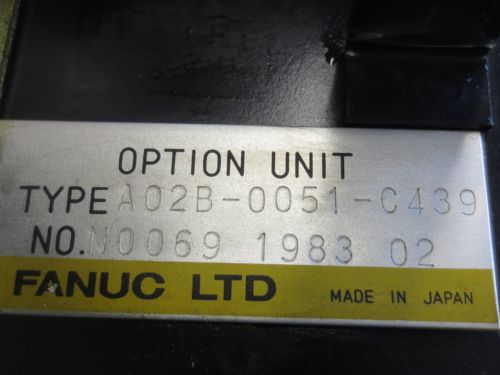 OPTION UNIT
TYPE A02B-0051-C439
NO. N0069 1983 02
FANUC LTD MADE IN JAPAN